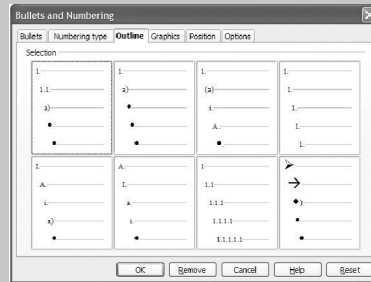 Bullets and Numbering
Bullets Numbering type Outline Graphics Position Options
Selection
1. 1. 1. 1.
1.1. a) (a) 1.
a) • i. 1.
• • A. 1.
• • • 1.
I. A. 1 ➢
A. I. 1.1 →
i. a. 1.1.1 ◆)
a) i. 1.1.1.1 •
• • 1.1.1.1.1 •
OK Remove Cancel Help Reset